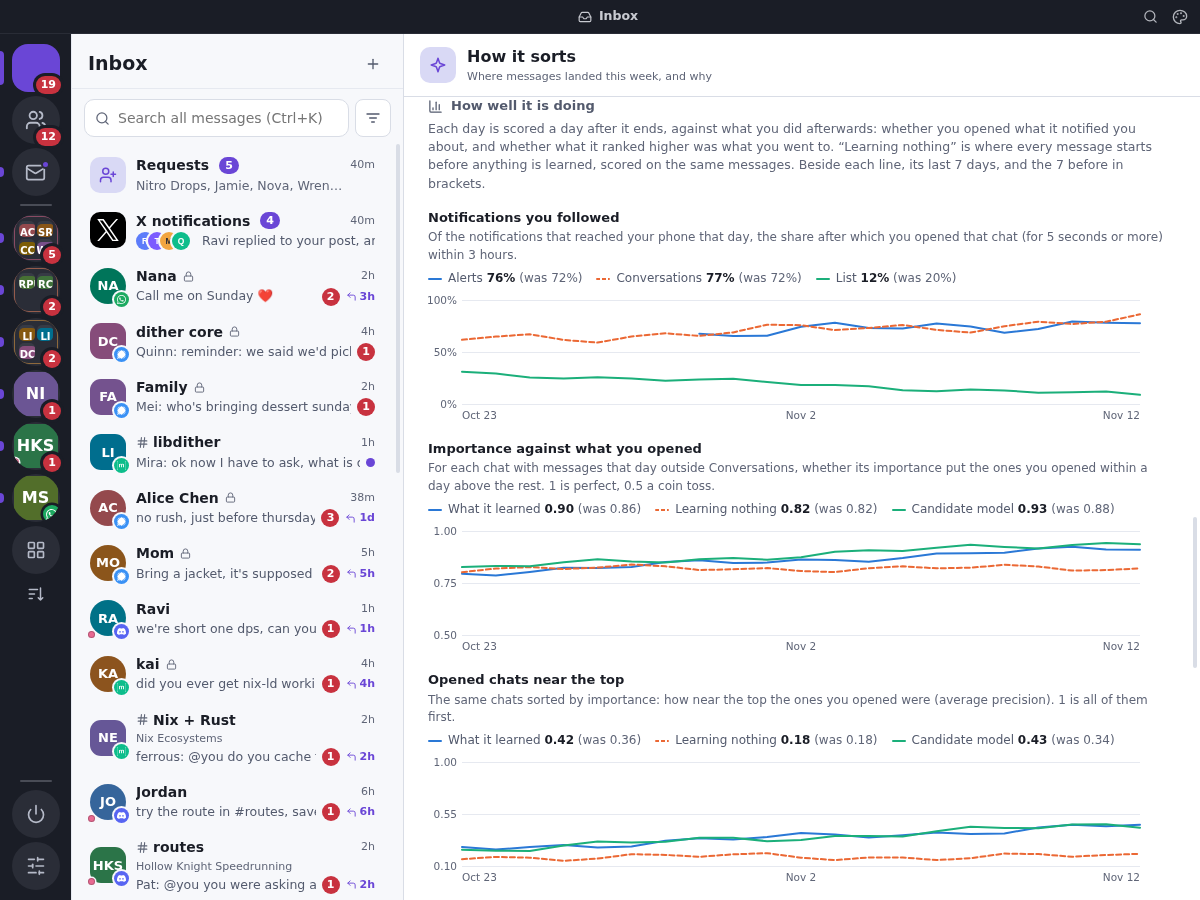 Inbox
19
12
AC SR
CC
5
RP RC
2
LI LI
DC
2
NI
1
HKS
1
MS
Inbox
Search all messages (Ctrl+K)
Requests 5 40m
Nitro Drops, Jamie, Nova, Wren…
X notifications 4 40m
Q Ravi replied to your post, ar
NA Nana 2h
Call me on Sunday ❤️ 2 3h
DC dither core 4h
Quinn: reminder: we said we'd pick 1
FA Family 2h
Mei: who's bringing dessert sunday 1
LI # libdither 1h
Mira: ok now I have to ask, what is
AC Alice Chen 38m
no rush, just before thursday 3 1d
MO Mom 5h
Bring a jacket, it's supposed 2 5h
RA Ravi 1h
we're short one dps, can you 1 1h
KA kai 4h
did you ever get nix-ld worki 1 4h
NE # Nix + Rust 2h
Nix Ecosystems
ferrous: @you do you cache 1 2h
JO Jordan 6h
try the route in #routes, save 1 6h
HKS # routes 2h
Hollow Knight Speedrunning
Pat: @you you were asking a 1 2h
How it sorts
Where messages landed this week, and why
How well it is doing
Each day is scored a day after it ends, against what you did afterwards: whether you opened what it notified you
about, and whether what it ranked higher was what you went to. “Learning nothing” is where every message starts
before anything is learned, scored on the same messages. Beside each line, its last 7 days, and the 7 before in
brackets.
Notifications you followed
Of the notifications that reached your phone that day, the share after which you opened that chat (for 5 seconds or more)
within 3 hours.
Alerts 76% (was 72%) Conversations 77% (was 72%) List 12% (was 20%)
100%
50%
0%
Oct 23 Nov 2 Nov 12
Importance against what you opened
For each chat with messages that day outside Conversations, whether its importance put the ones you opened within a
day above the rest. 1 is perfect, 0.5 a coin toss.
What it learned 0.90 (was 0.86) Learning nothing 0.82 (was 0.82) Candidate model 0.93 (was 0.88)
1.00
0.75
0.50
Oct 23 Nov 2 Nov 12
Opened chats near the top
The same chats sorted by importance: how near the top the ones you opened were (average precision). 1 is all of them
first.
What it learned 0.42 (was 0.36) Learning nothing 0.18 (was 0.18) Candidate model 0.43 (was 0.34)
1.00
0.55
0.10
Oct 23 Nov 2 Nov 12